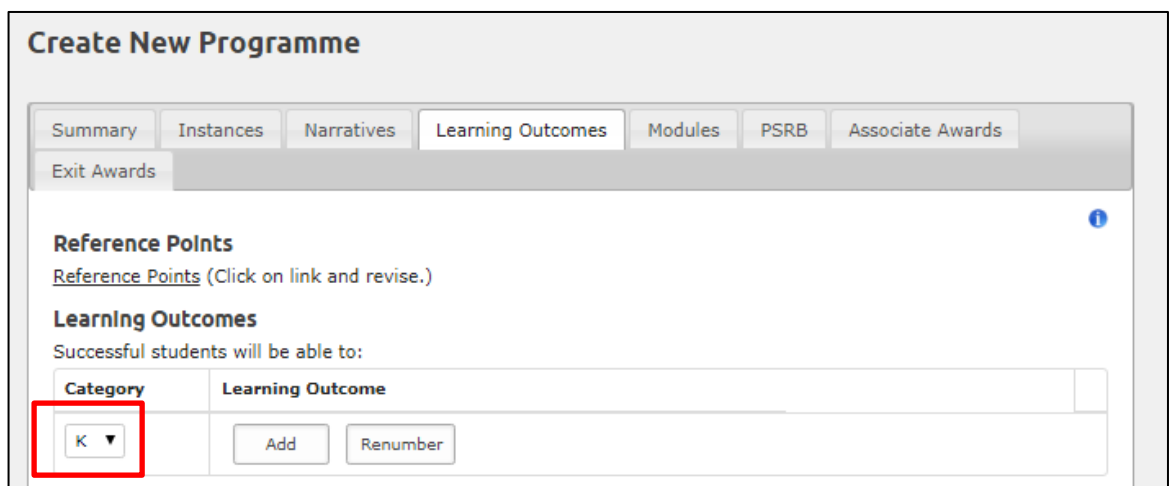 Create New Programme
Summary Instances Narratives Learning Outcomes Modules PSRB Associate Awards
Exit Awards
Reference Points
Reference Points (Click on link and revise.)
Learning Outcomes
Successful students will be able to:
Category Learning Outcome
K Add Renumber